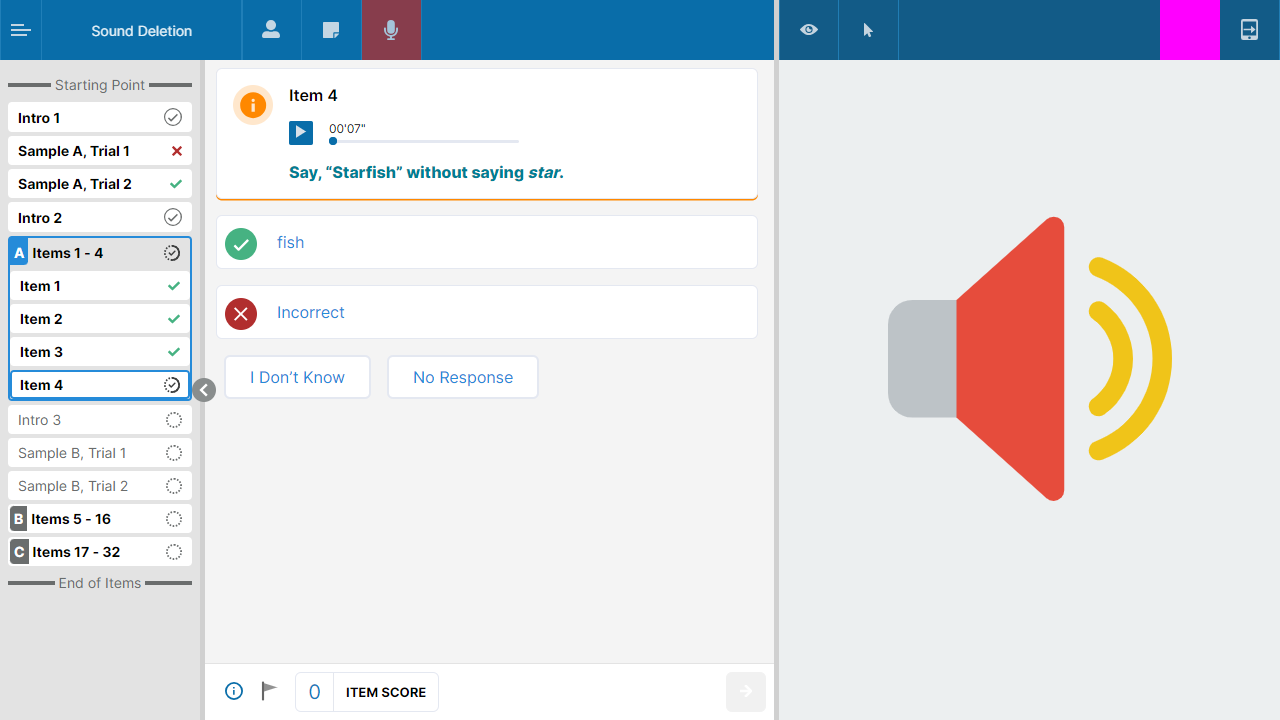 Sound Deletion
Starting Point
Intro 1
Sample A, Trial 1
Sample A, Trial 2
Intro 2
A Items 1 - 4
Item 1
Item 2
Item 3
Item 4
Intro 3
Sample B, Trial 1
Sample B, Trial 2
B Items 5 - 16
C Items 17 - 32
End of Items
Item 4
00'07"
Say, “Starfish” without saying star.
fish
Incorrect
I Don’t Know
No Response
0 ITEM SCORE